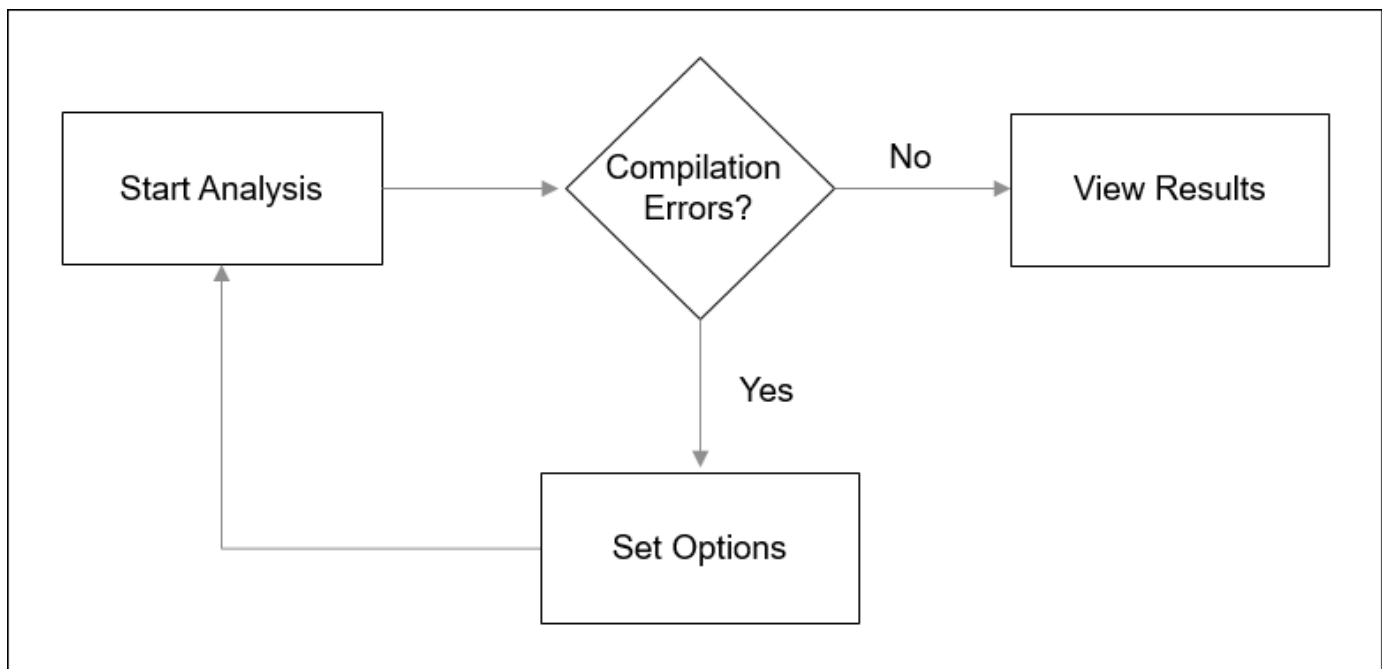 Start Analysis
Compilation
Errors?
No
View Results
Yes
Set Options